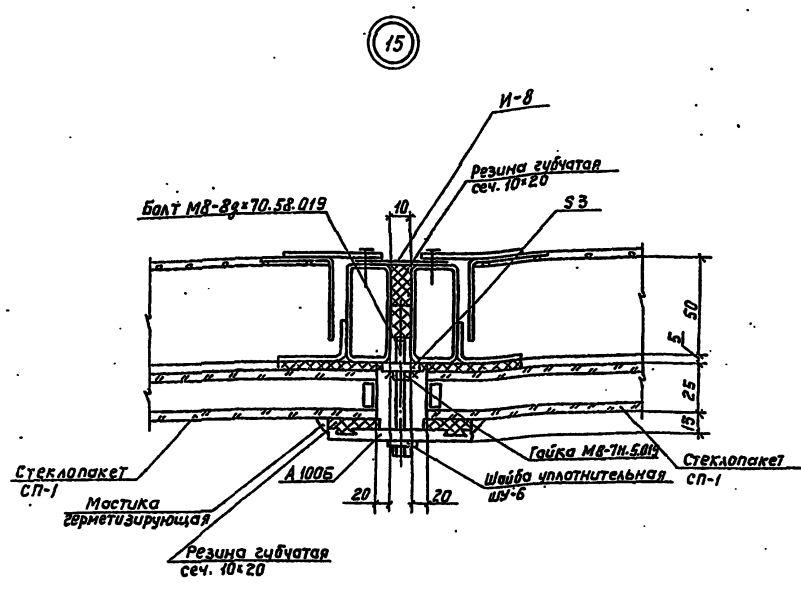 15
И-8
Резина губчатая
сеч. 10×20
Болт М8-8g×70.58.019
10
S3
50
5
25
15
Гайка М8-7Н.5.019
Стеклопакет
СП-1
Стеклопакет
СП-1
А1006
Шайба уплотнительная
ШУ-6
20
20
Мастика
герметизирующая
Резина губчатая
сеч. 10×20